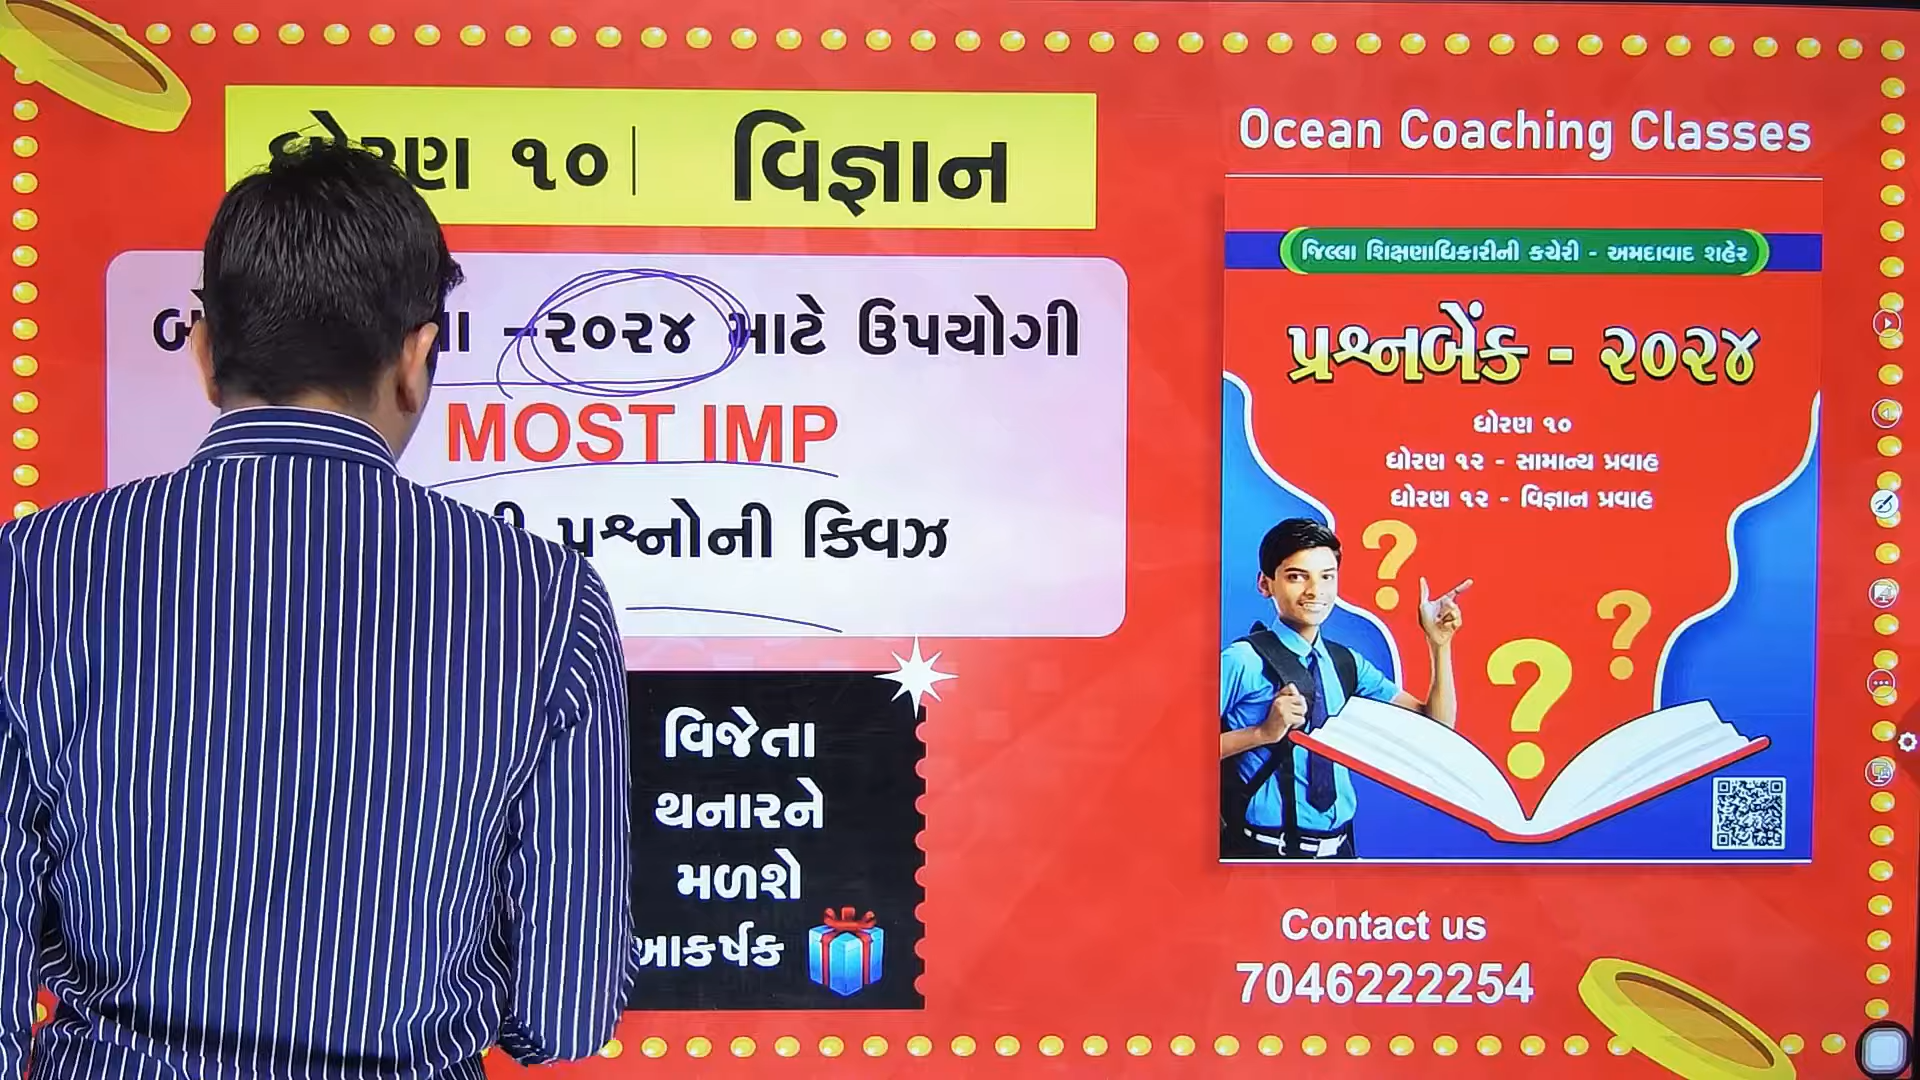 ૧૦ | વિજ્ઞાન
-૨૦૨૪ માટે ઉપયોગી
MOST IMP
પ્રશ્નોની ક્વિઝ
વિજેતા
થનારને
મળશે
આકર્ષક
Ocean Coaching Classes
જિલ્લા શિક્ષણાધિકારીની કચેરી - અમદાવાદ શહેર
પ્રશ્નબેંક - ૨૦૨૪
ધોરણ ૧૦
ધોરણ ૧૨ - સામાન્ય પ્રવાહ
ધોરણ ૧૨ - વિજ્ઞાન પ્રવાહ
? ? ?
Contact us
7046222254